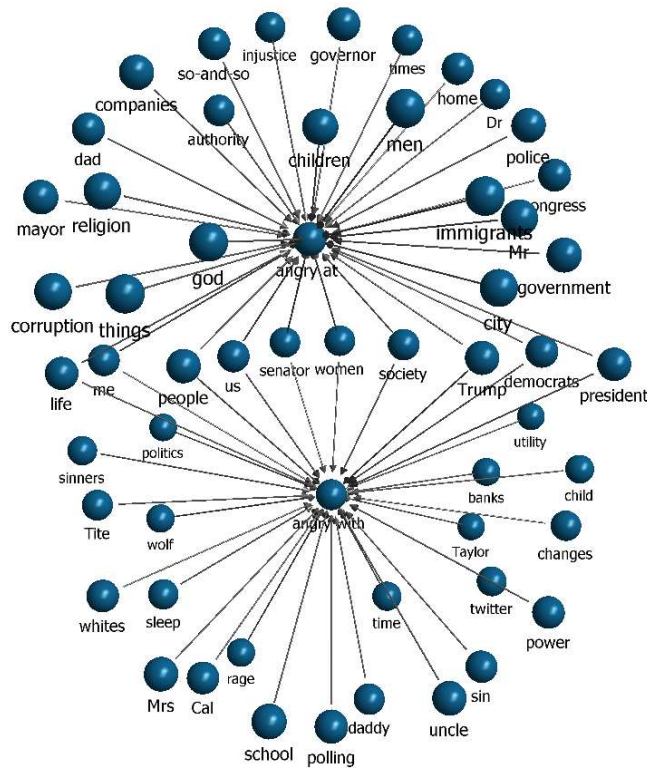 injustice
governor
so-and-so
times
home
companies
authority
Dr
children
men
police
dad
ongress
mayor
religion
immigrants
Mr
god
angry at
government
corruption
things
city
life
me
people
us
senator
women
society
Trump
democrats
president
politics
utility
sinners
banks
child
Tite
wolf
angry with
Taylor
changes
whites
sleep
time
twitter
power
rage
Mrs
Cal
sin
school
polling
daddy
uncle